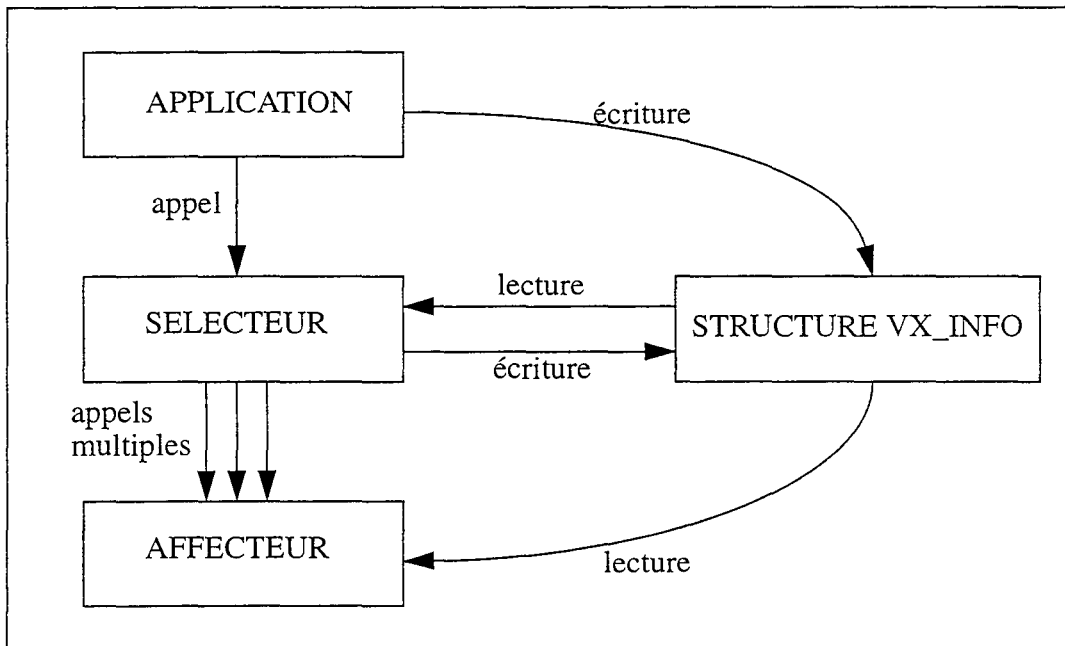 APPLICATION
écriture
appel
lecture
SELECTEUR
STRUCTURE VX_INFO
écriture
appels
multiples
AFFECTEUR
lecture